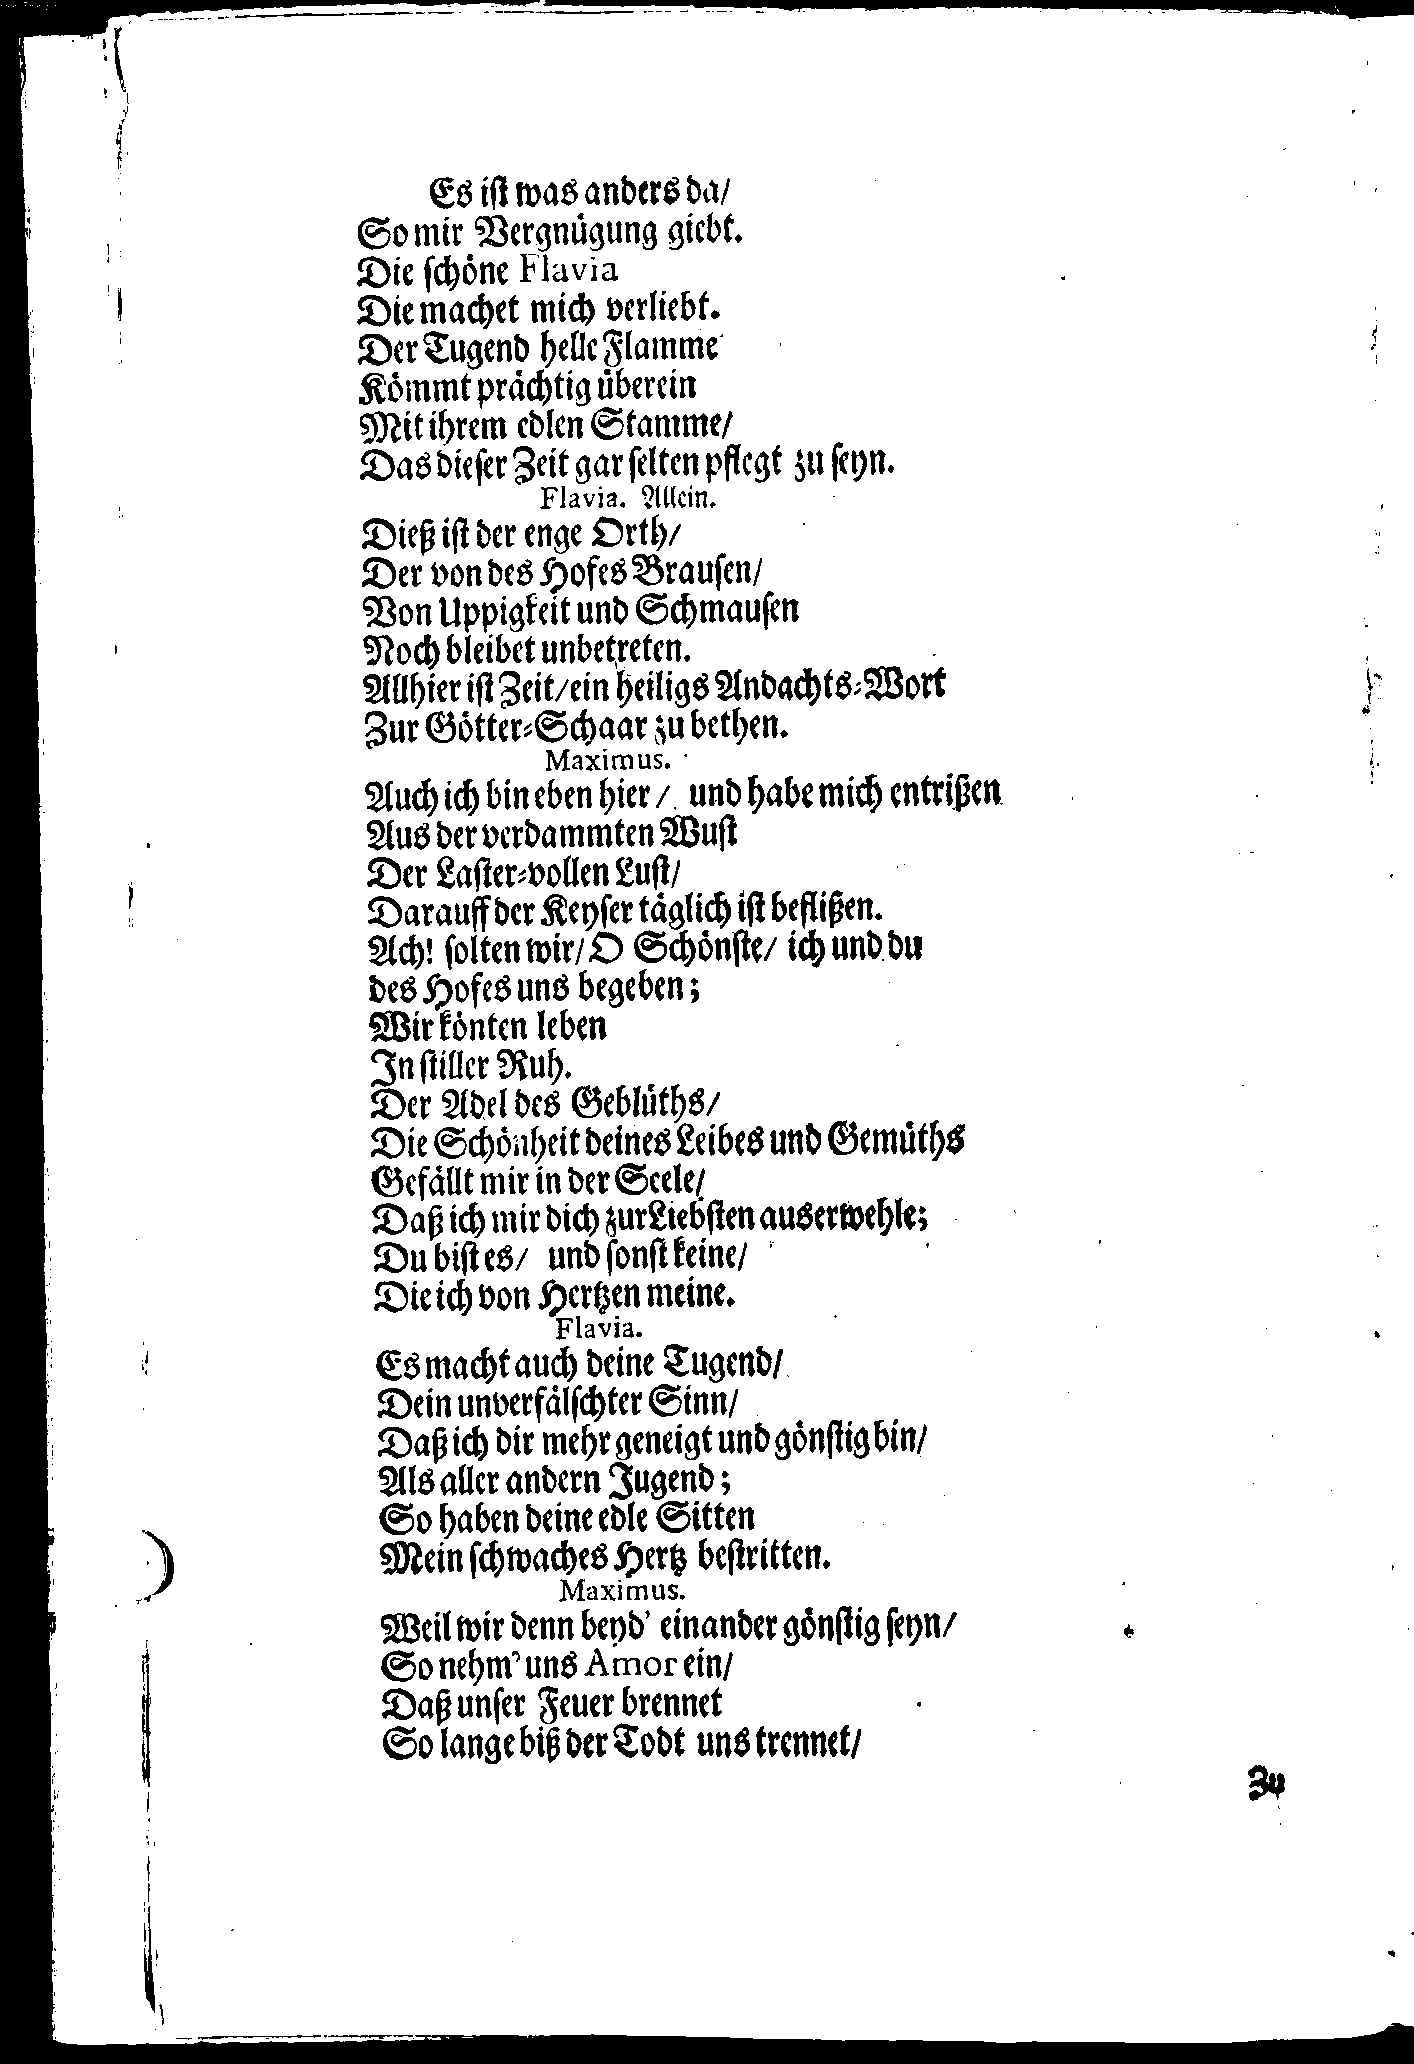 Es ist was anders da/
So mir Vergnügung giebt.
Die schöne Flavia
Die machet mich verliebt.
Der Tugend helle Flamme
Kömmt prächtig überein
Mit ihrem edlen Stamme/
Das dieser Zeit gar selten pflegt zu seyn.
Flavia. Allein.
Dieß ist der enge Orth/
Der von des Hofes Brausen/
Von Uppigkeit und Schmausen
Noch bleibet unbetreten.
Allhier ist Zeit/ein heiligs Andachts-Wort
Zur Götter-Schaar zu bethen.
Maximus.
Auch ich bin eben hier/ und habe mich entrißen
Aus der verdammten Wust
Der Laster-vollen Lust/
Darauff der Keyser täglich ist beflißen.
Ach! solten wir/ O Schönste/ ich und du
des Hofes uns begeben;
Wir könten leben
In stiller Ruh.
Der Adel des Geblüths/
Die Schönheit deines Leibes und Gemüths
Gefällt mir in der Seele/
Daß ich mir dich zur Liebsten auserwehle;
Du bist es/ und sonst keine/
Die ich von Hertzen meine.
Flavia.
Es macht auch deine Tugend/
Dein unverfälschter Sinn/
Daß ich dir mehr geneigt und gönstig bin/
Als aller andern Jugend;
So haben deine edle Sitten
Mein schwaches Hertz bestritten.
Maximus.
Weil wir denn beyd' einander gönstig seyn/
So nehm' uns Amor ein/
Daß unser Feuer brennet
So lange biß der Todt uns trennet/
Zu